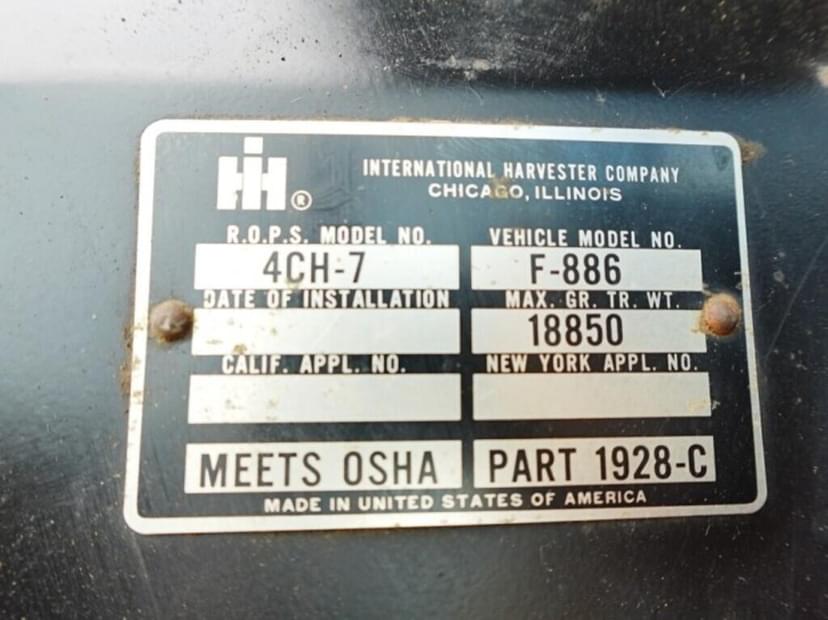 IH®
INTERNATIONAL HARVESTER COMPANY
CHICAGO, ILLINOIS
R.O.P.S. MODEL NO. VEHICLE MODEL NO.
4CH-7 F-886
DATE OF INSTALLATION MAX. GR. TR. WT.
18850
CALIF. APPL. NO. NEW YORK APPL. NO.
MEETS OSHA PART 1928-C
MADE IN UNITED STATES OF AMERICA